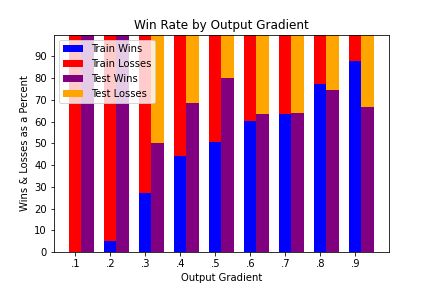 Win Rate by Output Gradient
Train Wins
Train Losses
Test Wins
Test Losses
Wins & Losses as a Percent
90
80
70
60
50
40
30
20
10
0
.1 .2 .3 .4 .5 .6 .7 .8 .9
Output Gradient